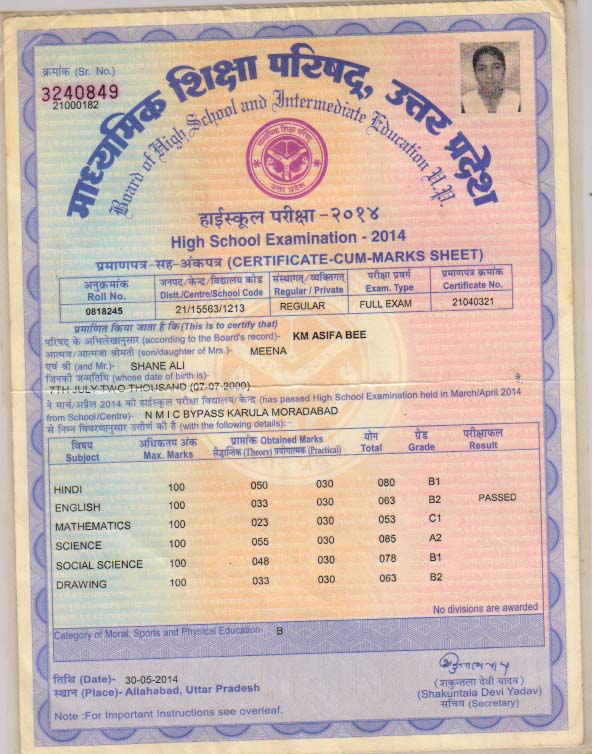 क्रमांक (Sr. No.)
3240849
21000182
माध्यमिक शिक्षा परिषद्, उत्तर प्रदेश
Board of High School and Intermediate Education U.P.
माध्यमिक शिक्षा परिषद्
उत्तर प्रदेश
हाईस्कूल परीक्षा -२०१४
High School Examination - 2014
प्रमाणपत्र-सह-अंकपत्र (CERTIFICATE-CUM-MARKS SHEET)
अनुक्रमांक जनपद/केन्द्र/विद्यालय कोड संस्थागत/व्यक्तिगत परीक्षा प्रवर्ग प्रमाणपत्र क्रमांक
Roll No. Distt./Centre/School Code Regular / Private Exam. Type Certificate No.
0818245 21/15563/1213 REGULAR FULL EXAM 21040321
प्रमाणित किया जाता है कि(This is to certify that)
परिषद् के अभिलेखानुसार (according to the Board's record)- KM ASIFA BEE
आत्मज/आत्मजा श्रीमती (son/daughter of Mrs.)- MEENA
एवं श्री (and Mr.)- SHANE ALI
जिनकी जन्मतिथि (whose date of birth is)-
7TH JULY TWO THOUSAND (07-07-2000) है,
ने मार्च/अप्रैल 2014 की हाईस्कूल परीक्षा विद्यालय/ केन्द्र (has passed High School Examination held in March/April 2014
from School/Centre)- N M I C BYPASS KARULA MORADABAD
से निम्न विवरणानुसार उत्तीर्ण की है (with the following details):-
विषय अधिकतम अंक प्राप्तांक Obtained Marks योग ग्रेड परीक्षाफल
Subject Max. Marks सैद्धान्तिक (Theory) प्रयोगात्मक (Practical) Total Grade Result
HINDI 100 050 030 080 B1
ENGLISH 100 033 030 063 B2 PASSED
MATHEMATICS 100 023 030 053 C1
SCIENCE 100 055 030 085 A2
SOCIAL SCIENCE 100 048 030 078 B1
DRAWING 100 033 030 063 B2
No divisions are awarded
Category of Moral, Sports and Physical Education- B
तिथि (Date)- 30-05-2014
स्थान (Place)- Allahabad, Uttar Pradesh
(शकुन्तला देवी यादव)
(Shakuntala Devi Yadav)
सचिव (Secretary)
Note :For Important Instructions see overleaf.